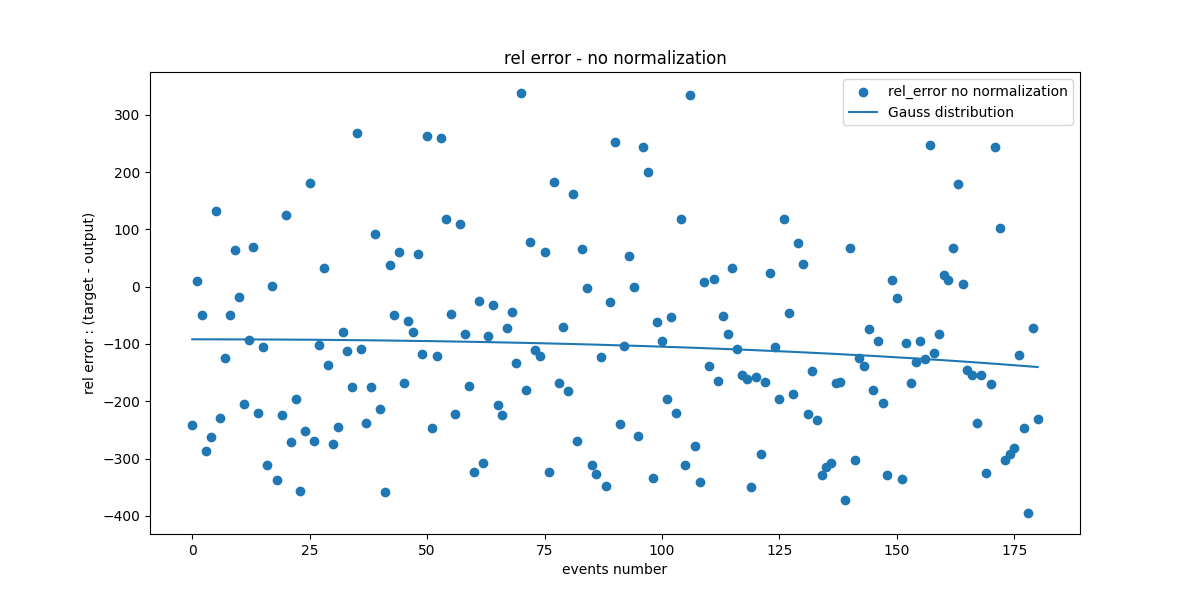 rel error - no normalization
rel_error no normalization
Gauss distribution
rel error : (target - output)
300
200
100
0
−100
−200
−300
−400
0 25 50 75 100 125 150 175
events number